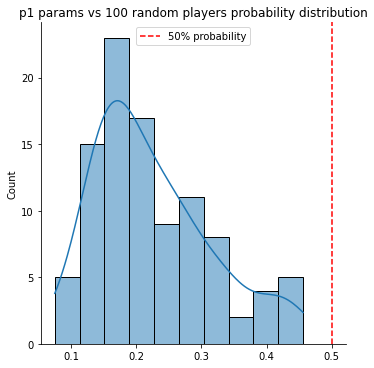 p1 params vs 100 random players probability distribution
50% probability
Count
20
15
10
5
0
0.1 0.2 0.3 0.4 0.5